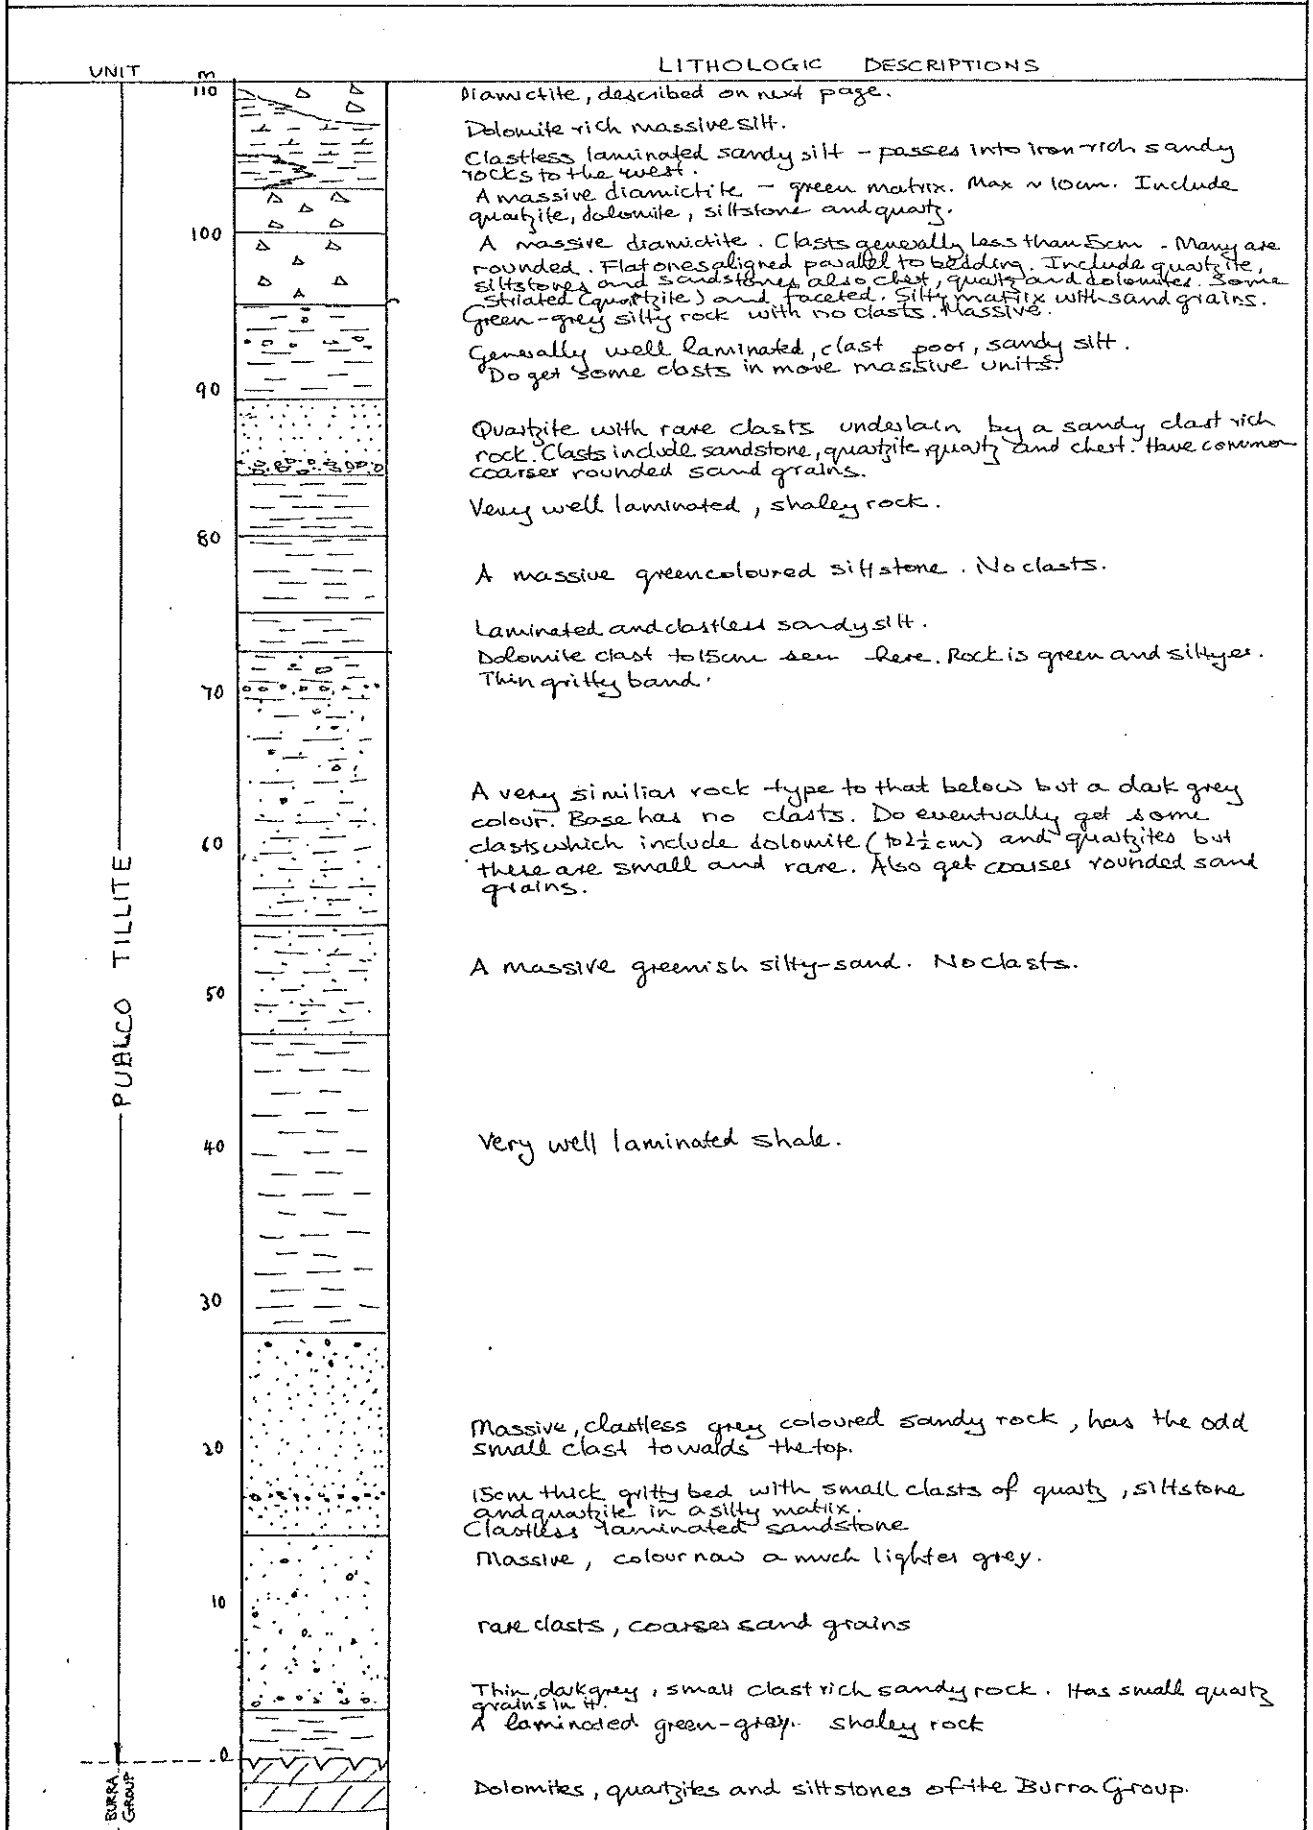 UNIT m LITHOLOGIC DESCRIPTIONS
110
Diamictite, described on next page.
Dolomite rich massive silt.
Clastless laminated sandy silt - passes into iron-rich sandy
rocks to the west.
A massive diamictite - green matrix. Max ~ 10cm. Include
quartzite, dolomite, siltstone and quartz.
100
A massive diamictite. Clasts generally less than 5cm - Many are
rounded. Flat ones aligned parallel to bedding. Include quartzite,
siltstones and sandstones also chert, quartz and dolomites. Some
striated (quartzite) and faceted. Silty matrix with sand grains.
Green-grey silty rock with no clasts. Massive.
Generally well laminated, clast poor, sandy silt.
Do get some clasts in more massive units.
90
Quartzite with rare clasts underlain by a sandy clast rich
rock. Clasts include sandstone, quartzite quartz and chert. Have common
coarser rounded sand grains.
Very well laminated, shaley rock.
80
A massive green coloured siltstone. No clasts.
Laminated and clastless sandy silt.
Dolomite clast to 15cm seen here. Rock is green and siltyer.
Thin gritty band.
70
A very similiar rock type to that below but a dark grey
colour. Base has no clasts. Do eventually get some
clasts which include dolomite (to 2½ cm) and quartzites but
these are small and rare. Also get coarser rounded sand
grains.
60
A massive greenish silty-sand. No clasts.
50
PUALCO TILLITE
40
Very well laminated shale.
30
Massive, clastless grey coloured sandy rock, has the odd
small clast towards the top.
20
15cm thick gritty bed with small clasts of quartz, siltstone
and quartzite in a silty matrix.
Clastless laminated sandstone
Massive, colour now a much lighter grey.
10
rare clasts, coarser sand grains
Thin, dark grey, small clast rich sandy rock. Has small quartz
grains in it.
A laminated green-gray. shaley rock
0
BURRA
GROUP
Dolomites, quartzites and siltstones of the Burra Group.